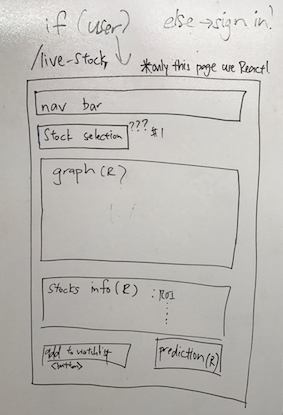 if (user) else → sign in!
/live-stock
*only this page use React!
nav bar
Stock selection ??? #1
graph (R)
Stocks info (R) : ROI
add to watchlist
<button>
prediction (R)